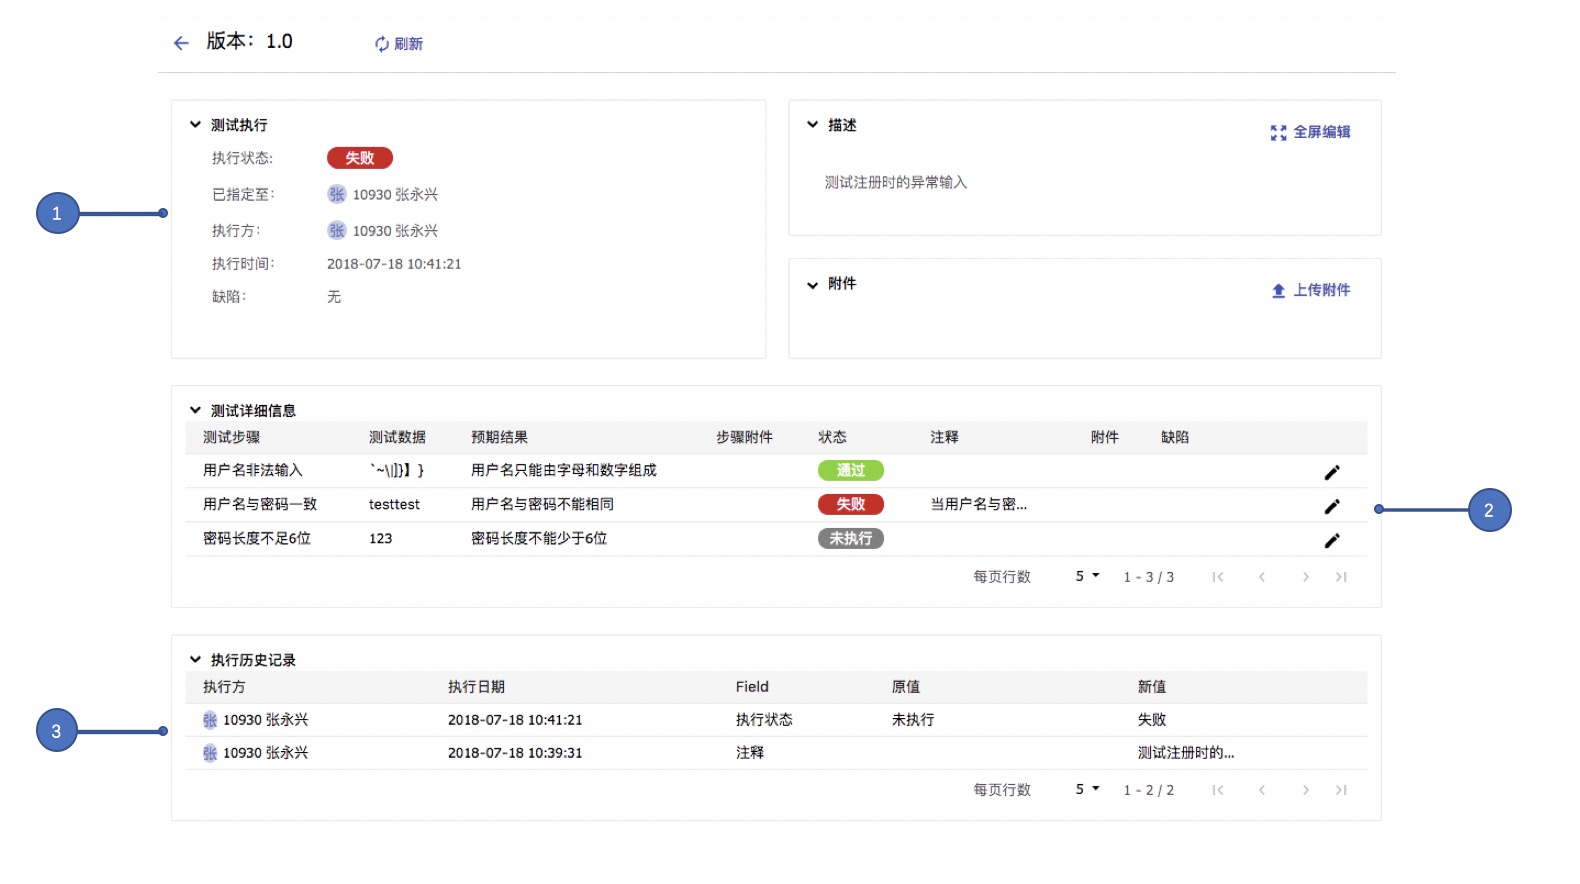 版本：1.0
刷新
测试执行
执行状态:
失败
已指定至：
张 10930 张永兴
执行方：
张 10930 张永兴
执行时间：
2018-07-18 10:41:21
缺陷：
无
1
描述
全屏编辑
测试注册时的异常输入
附件
上传附件
测试详细信息
测试步骤 测试数据 预期结果 步骤附件 状态 注释 附件 缺陷
用户名非法输入 `~\|]}】} 用户名只能由字母和数字组成 通过
用户名与密码一致 testtest 用户名与密码不能相同 失败 当用户名与密...
密码长度不足6位 123 密码长度不能少于6位 未执行
每页行数 5 1 - 3 / 3
2
执行历史记录
执行方 执行日期 Field 原值 新值
张 10930 张永兴 2018-07-18 10:41:21 执行状态 未执行 失败
张 10930 张永兴 2018-07-18 10:39:31 注释 测试注册时的...
每页行数 5 1 - 2 / 2
3